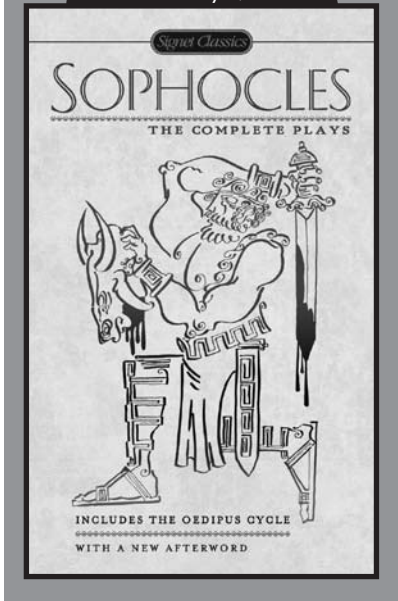 Signet Classics
SOPHOCLES
THE COMPLETE PLAYS
INCLUDES THE OEDIPUS CYCLE
WITH A NEW AFTERWORD